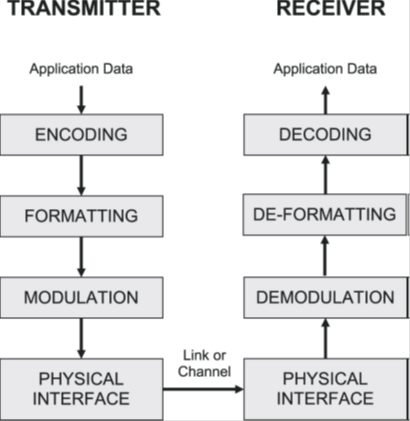 TRANSMITTER
RECEIVER
Application Data
Application Data
ENCODING
DECODING
FORMATTING
DE-FORMATTING
MODULATION
DEMODULATION
Link or
Channel
PHYSICAL
INTERFACE
PHYSICAL
INTERFACE